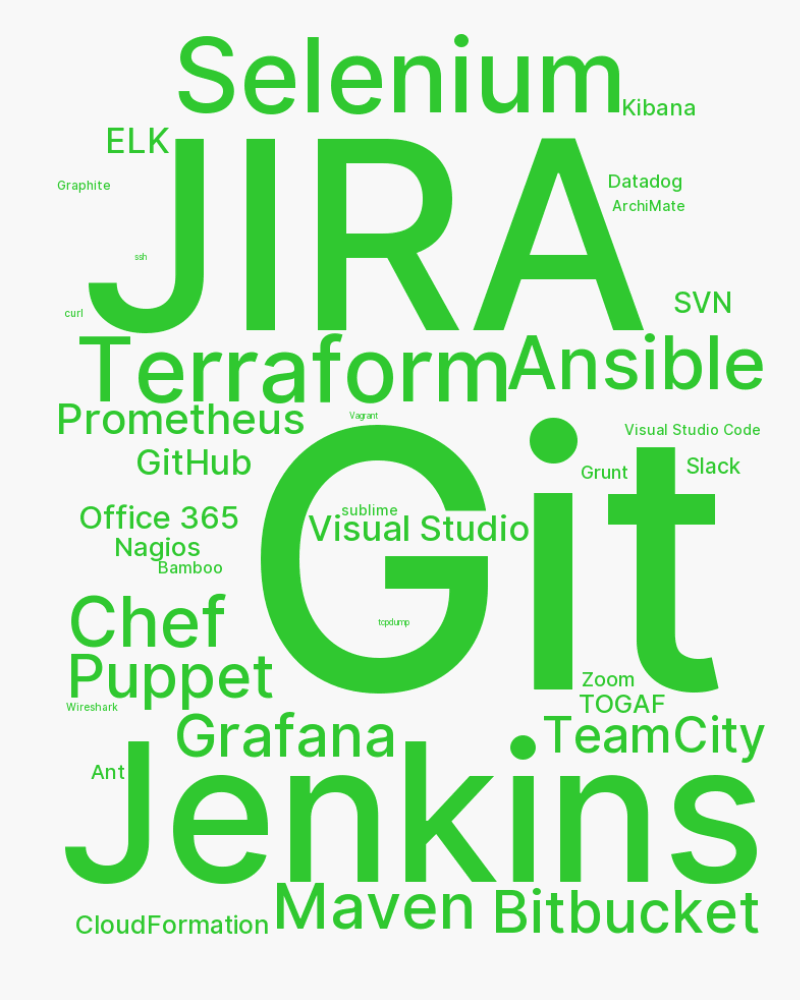 Selenium
Kibana
ELK
JIRA
Graphite
Datadog
ArchiMate
ssh
curl
SVN
Terraform
Ansible
Prometheus
Vagrant
Visual Studio Code
GitHub
Git
Grunt
Slack
sublime
Office 365
Visual Studio
Nagios
Bamboo
Chef
tcpdump
Puppet
Zoom
TOGAF
Wireshark
Grafana
TeamCity
Ant
Jenkins
Maven
Bitbucket
CloudFormation